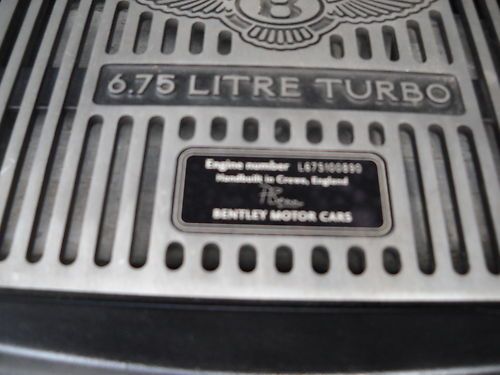 B
6.75 LITRE TURBO
Engine number L675100890
Handbuilt in Crewe, England
BENTLEY MOTOR CARS